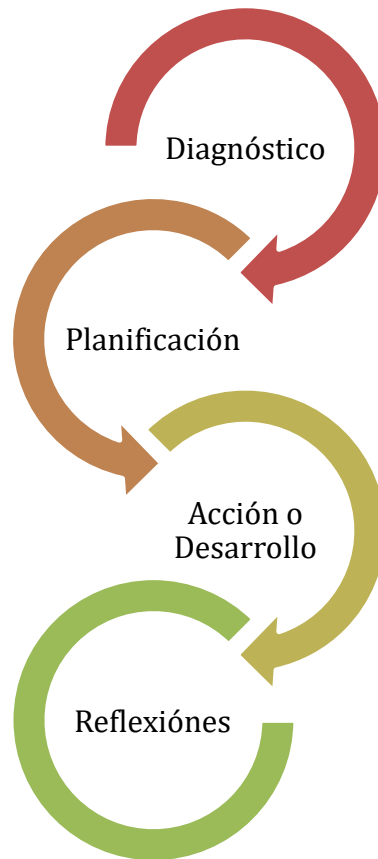 Diagnóstico
Planificación
Acción o
Desarrollo
Reflexiónes